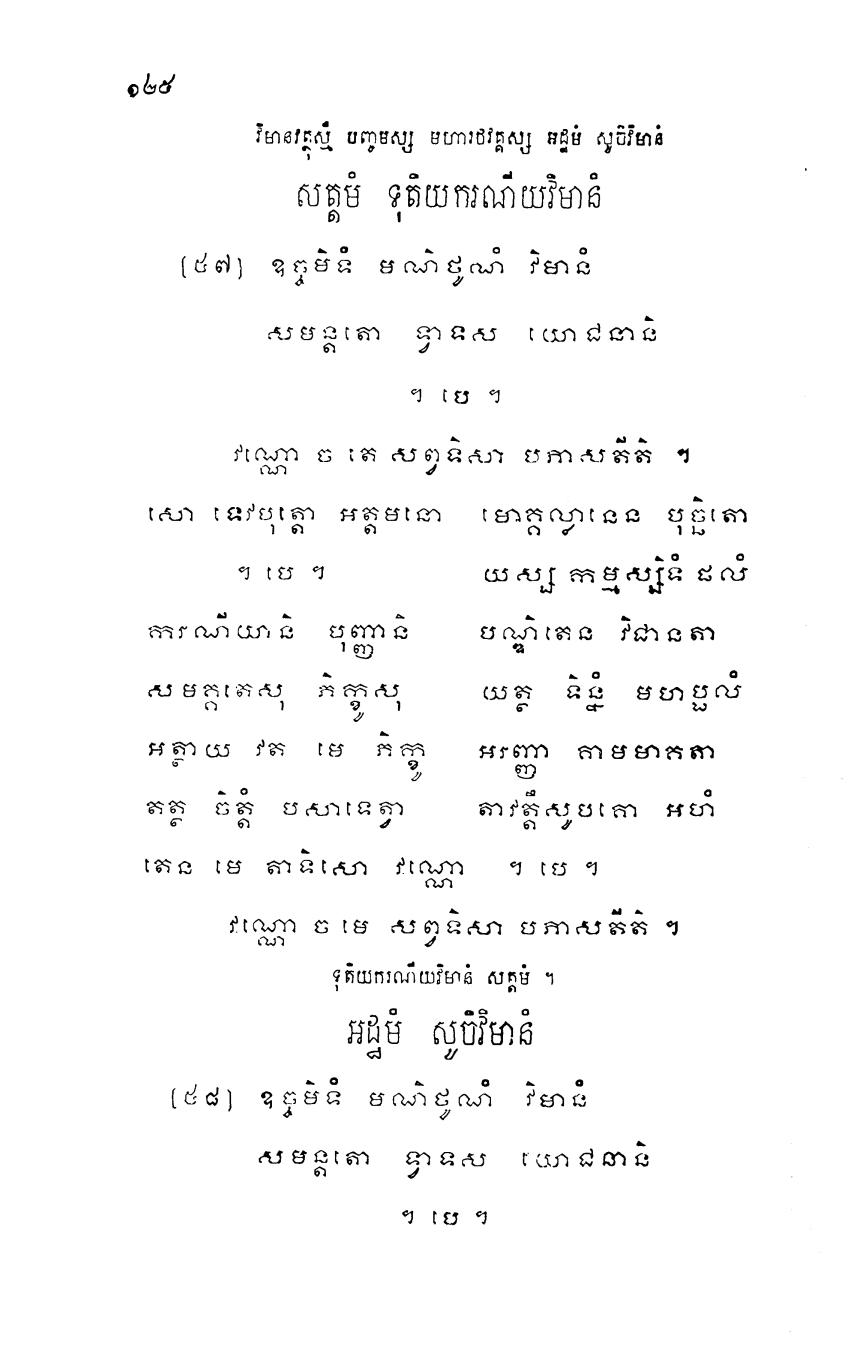 ១២៥
វិមានវត្ថុស្មឹ បញ្ចមស្ស មហារថវគ្គស្ស អដ្ឋមំ សូចិវិមានំ
សត្តមំ ទុតិយករណីយវិមានំ
(៥៧) ឧច្ចមិទំ មណិថូណំ វិមានំ
សមន្តតោ ទ្វាទស យោជនានិ
។ បេ ។
វណ្ណោ ច តេ សព្វទិសា បភាសតីតិ ។
សោ ទេវបុត្តោ អត្តមនោ មោគ្គល្លានេន បុច្ឆិតោ
។ បេ ។ យស្ស កម្មស្សិទំ ផលំ
ករណីយានិ បុញ្ញានិ បណ្ឌិតេន វិជានតា
សមគ្គតេសុ ភិក្ខូសុ យត្ថ ទិន្នំ មហប្ផលំ
អត្ថាយ វត មេ ភិក្ខូ អរញ្ញា គាមមាគតា
តត្ថ ចិត្តំ បសាទេត្វា តាវត្តឹសូបគោ អហំ
តេន មេ តាទិសោ វណ្ណោ ។ បេ ។
វណ្ណោ ច មេ សព្វទិសា បភាសតីតិ ។
ទុតិយករណីយវិមានំ សត្តមំ ។
អដ្ឋមំ សូចិវិមានំ
(៥៨) ឧច្ចមិទំ មណិថូណំ វិមានំ
សមន្តតោ ទ្វាទស យោជនានិ
។ បេ ។